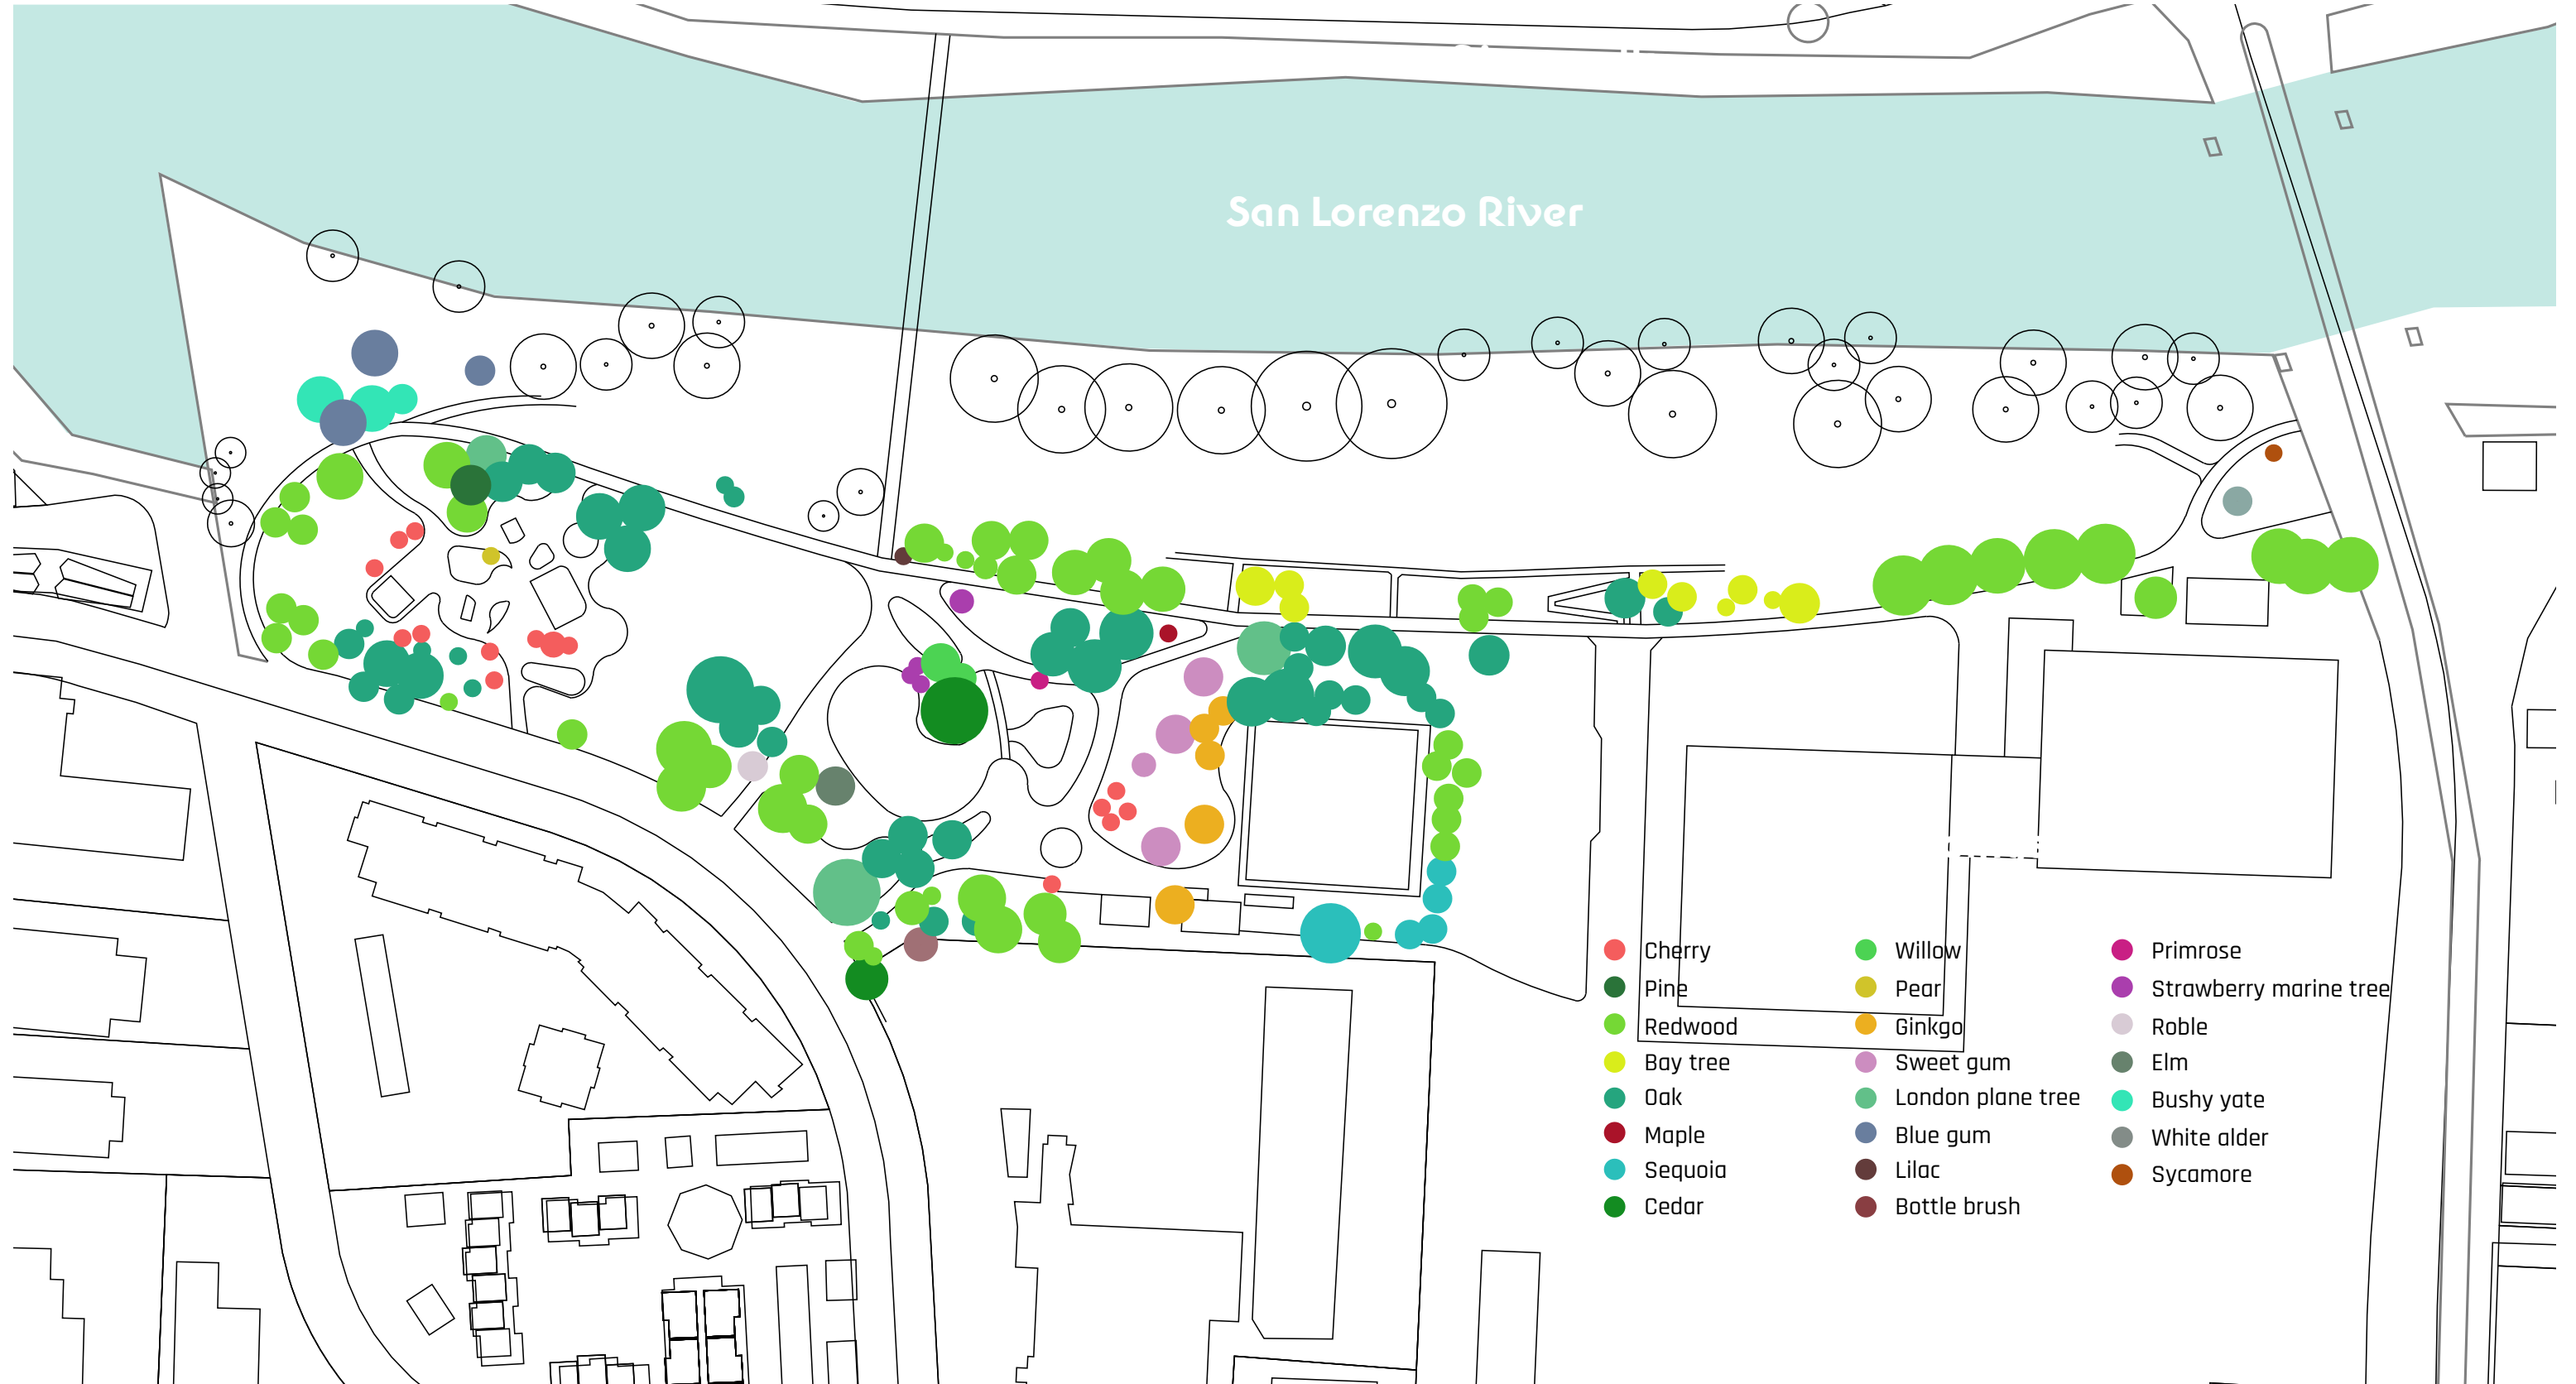 San Lorenzo River
Cherry
Pine
Redwood
Bay tree
Oak
Maple
Sequoia
Cedar
Willow
Pear
Ginkgo
Sweet gum
London plane tree
Blue gum
Lilac
Bottle brush
Primrose
Strawberry marine tree
Roble
Elm
Bushy yate
White alder
Sycamore